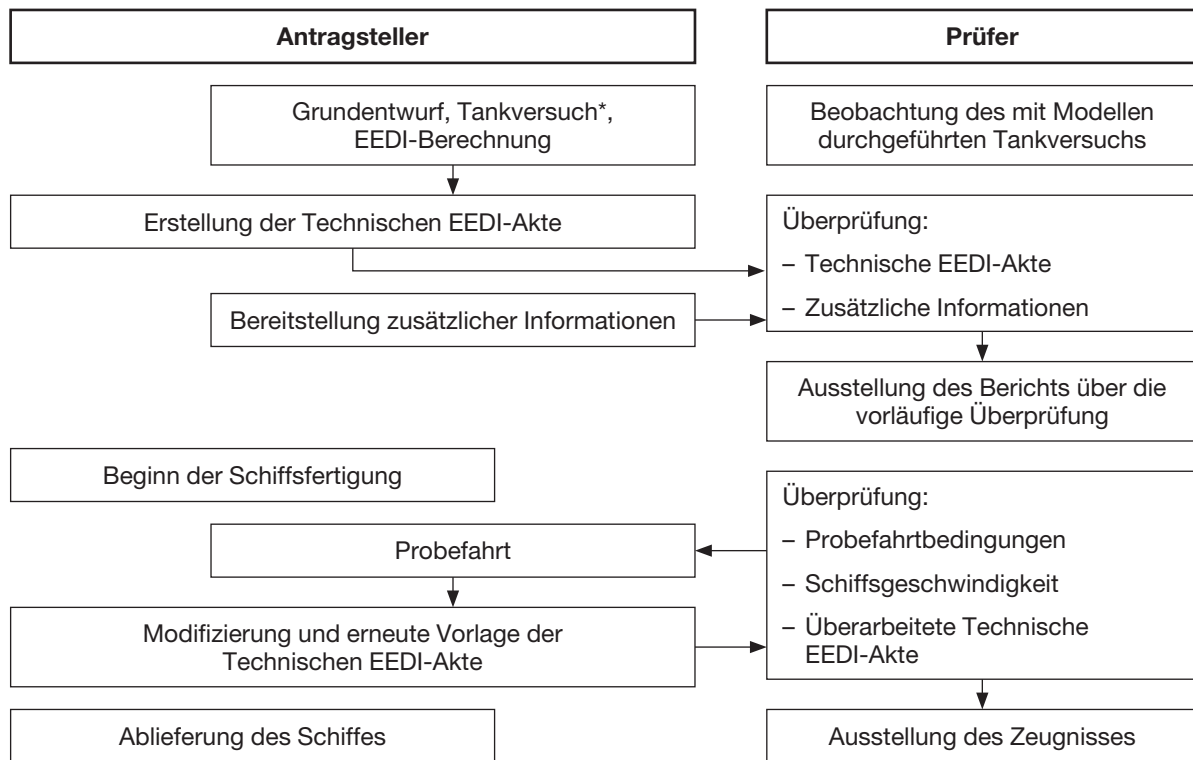 Antragsteller
Prüfer
Grundentwurf, Tankversuch*,
EEDI-Berechnung
Beobachtung des mit Modellen
durchgeführten Tankversuchs
Erstellung der Technischen EEDI-Akte
Überprüfung:
– Technische EEDI-Akte
– Zusätzliche Informationen
Bereitstellung zusätzlicher Informationen
Ausstellung des Berichts über die
vorläufige Überprüfung
Beginn der Schiffsfertigung
Überprüfung:
– Probefahrtbedingungen
– Schiffsgeschwindigkeit
– Überarbeitete Technische
EEDI-Akte
Probefahrt
Modifizierung und erneute Vorlage der
Technischen EEDI-Akte
Ablieferung des Schiffes
Ausstellung des Zeugnisses